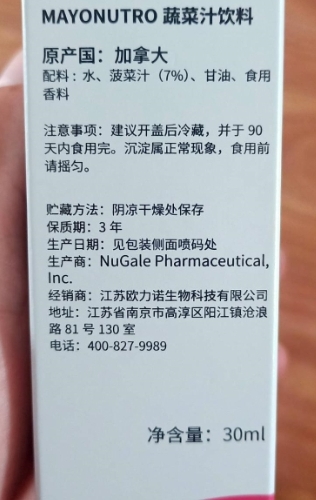 MAYONUTRO 蔬菜汁饮料
原产国：加拿大
配料：水、菠菜汁（7%）、甘油、食用
香料
注意事项：建议开盖后冷藏，并于 90
天内食用完。沉淀属正常现象，食用前
请摇匀。
贮藏方法：阴凉干燥处保存
保质期：3 年
生产日期：见包装侧面喷码处
生产商：NuGale Pharmaceutical,
Inc.
经销商：江苏欧力诺生物科技有限公司
地址：江苏省南京市高淳区阳江镇沧浪
路 81 号 130 室
电话：400-827-9989
净含量：30ml